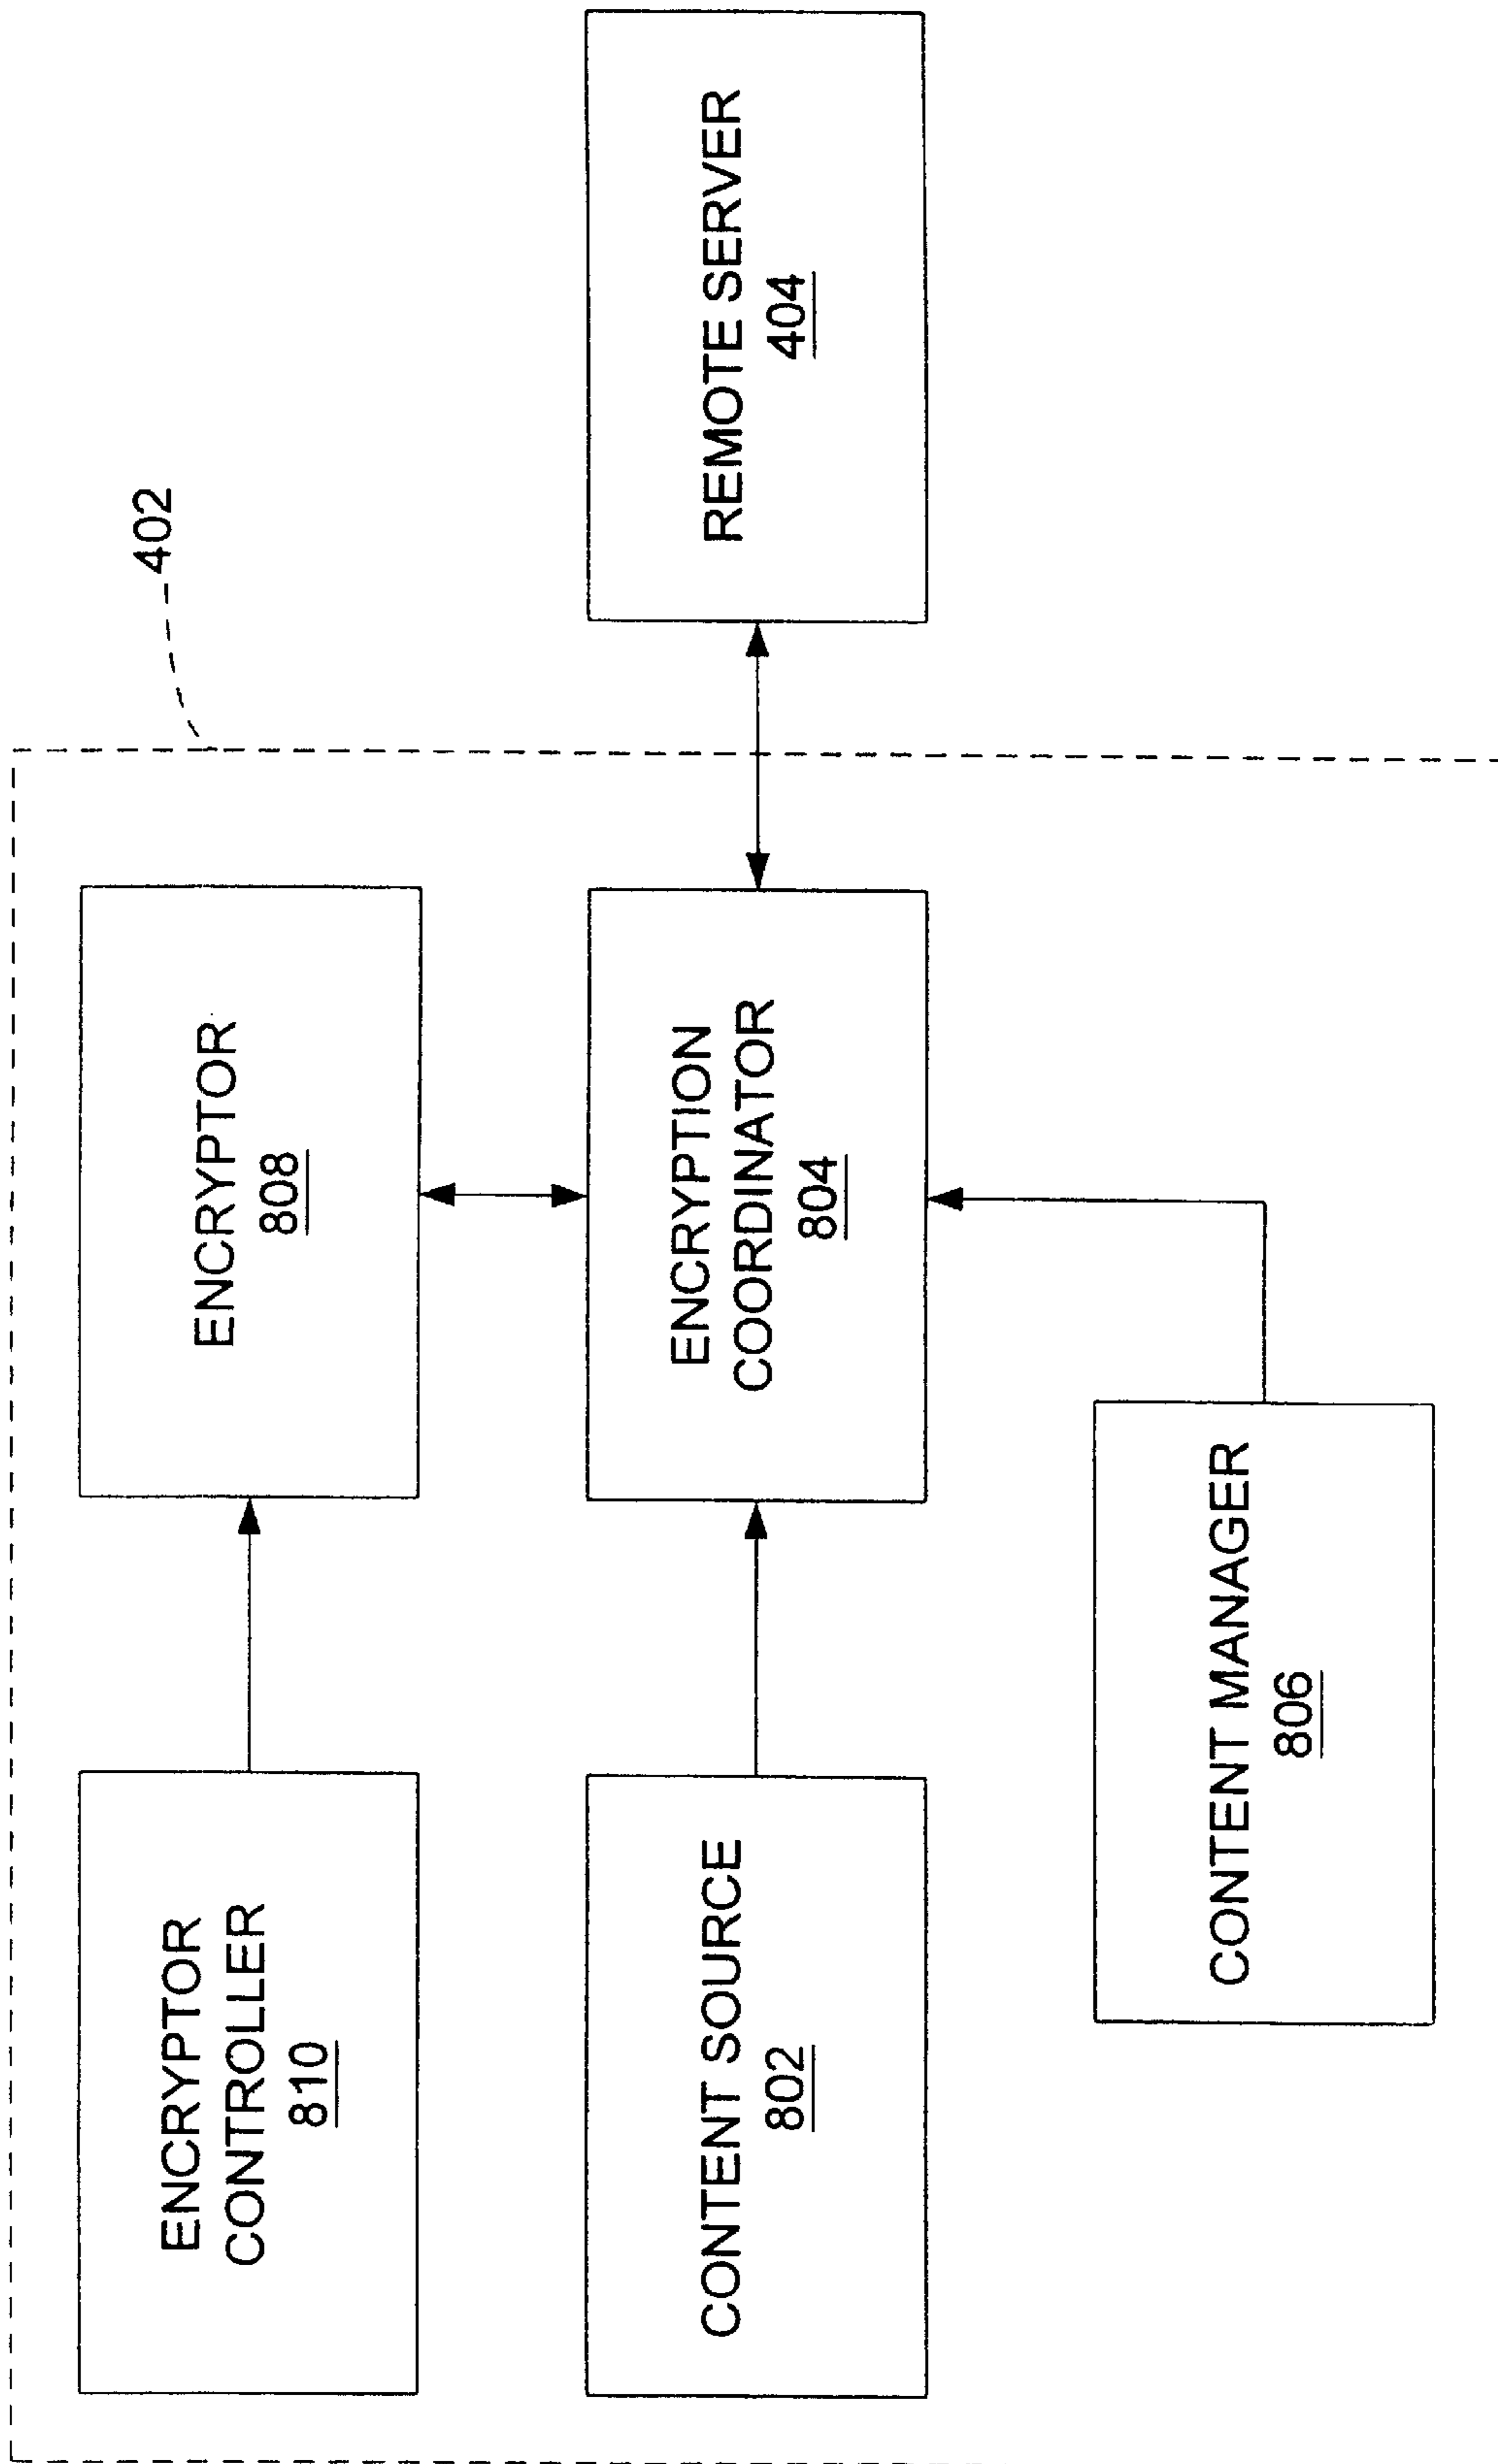 402
ENCRYPTOR
CONTROLLER
810
ENCRYPTOR
808
CONTENT SOURCE
802
ENCRYPTION
COORDINATOR
804
REMOTE SERVER
404
CONTENT MANAGER
806